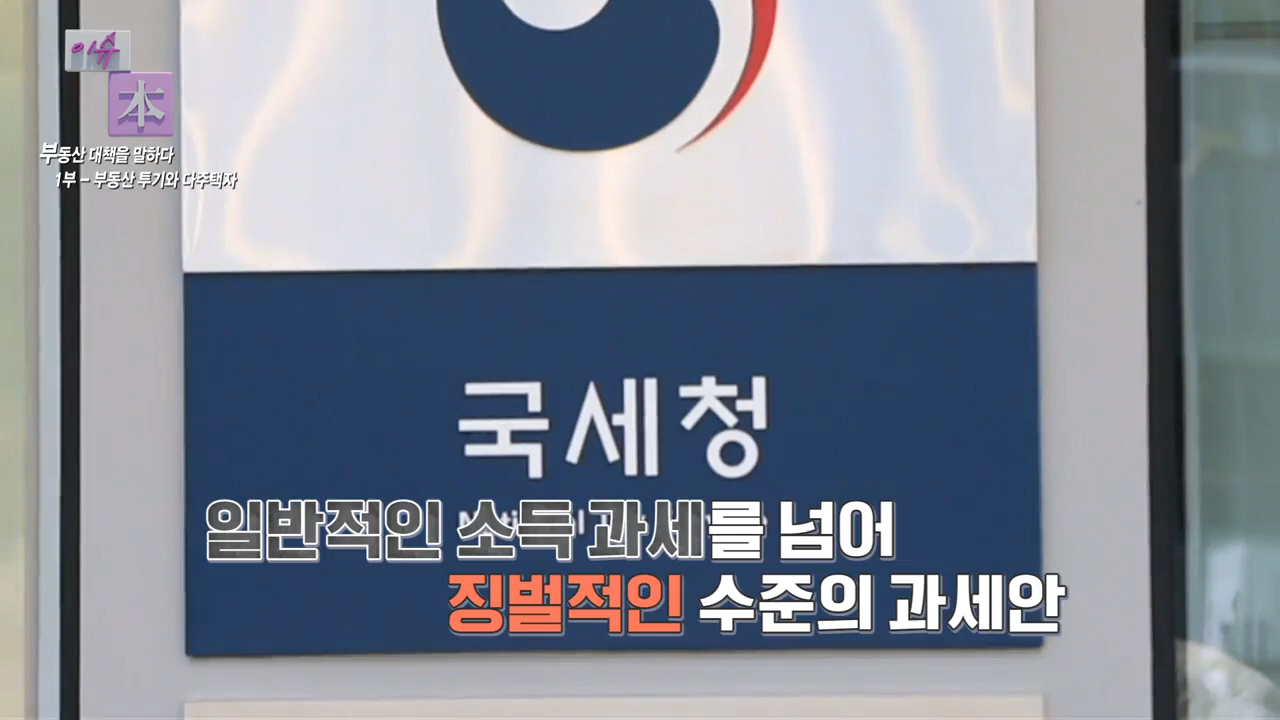 이슈
本
부동산 대책을 말하다
1부 – 부동산 투기와 다주택자
국세청
일반적인 소득 과세를 넘어
징벌적인 수준의 과세안